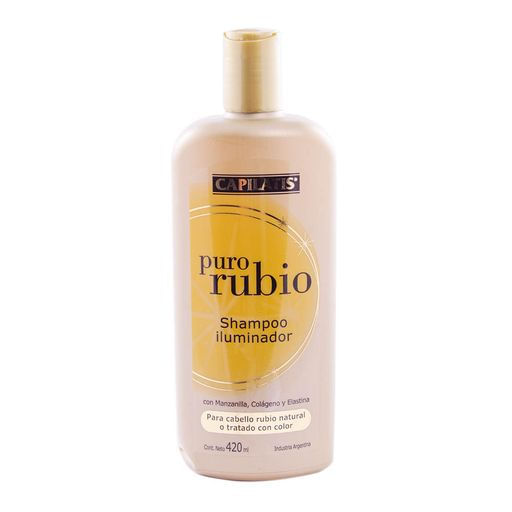 CAPILATIS®
puro
rubio
Shampoo
iluminador
con Manzanilla, Colágeno y Elastina
Para cabello rubio natural
o tratado con color
Cont. Neto 420 ml
Industria Argentina